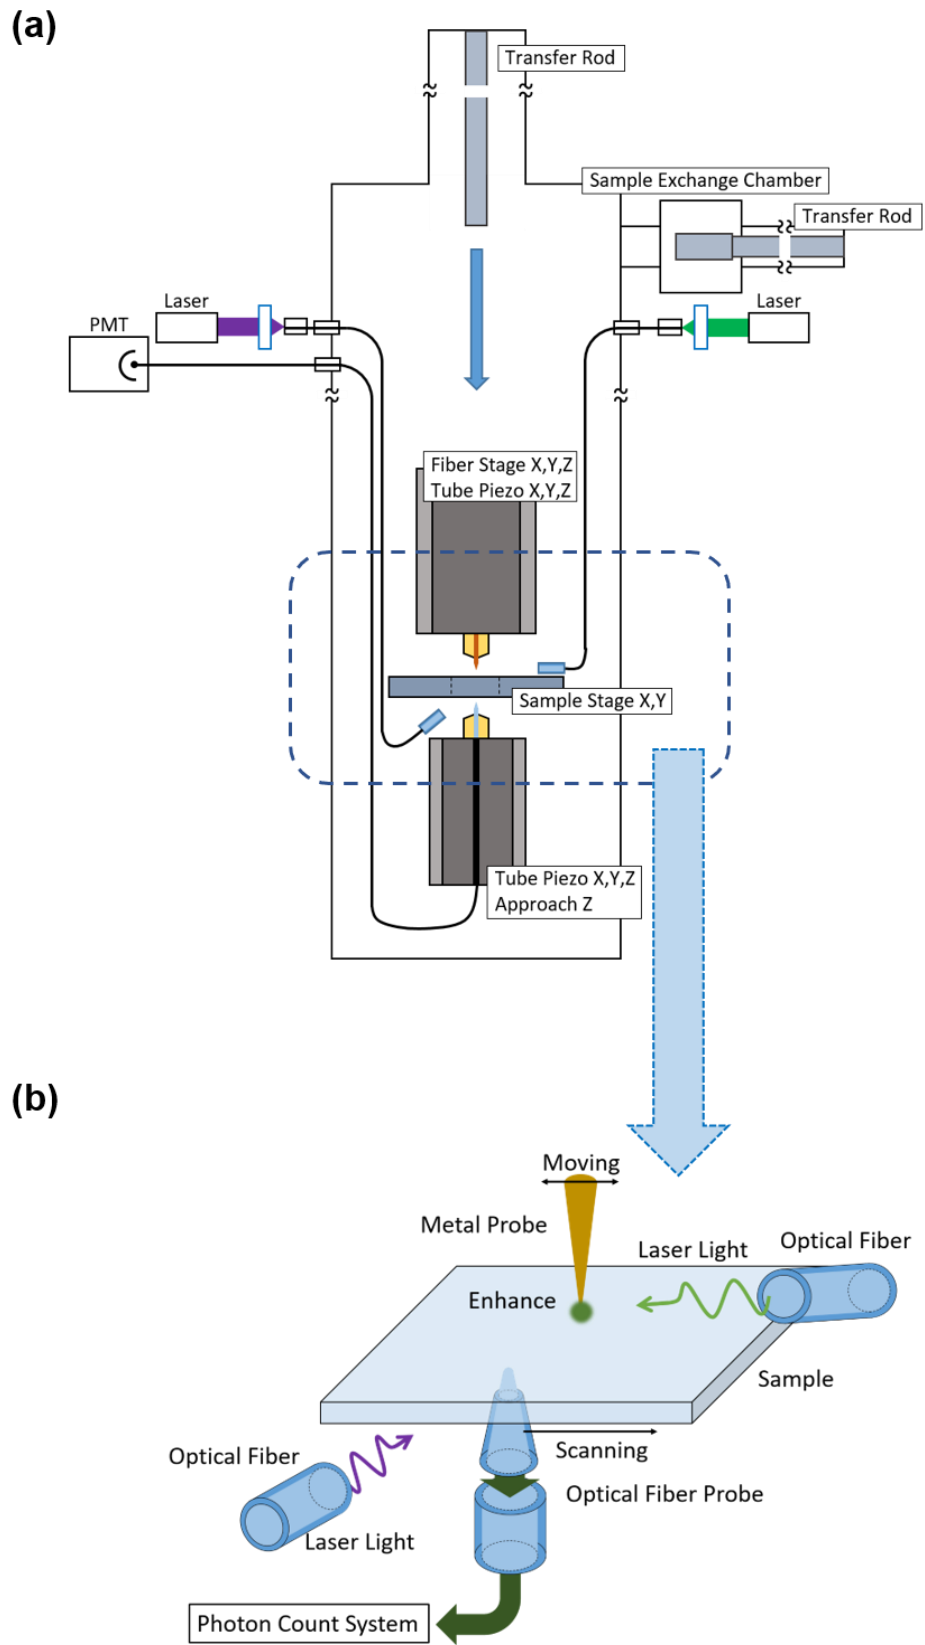 (a)
Transfer Rod
Sample Exchange Chamber
Transfer Rod
Laser
Laser
PMT
Fiber Stage X,Y,Z
Tube Piezo X,Y,Z
Sample Stage X,Y
Tube Piezo X,Y,Z
Approach Z
(b)
Moving
Metal Probe
Laser Light
Optical Fiber
Enhance
Sample
Optical Fiber
Scanning
Optical Fiber Probe
Laser Light
Photon Count System